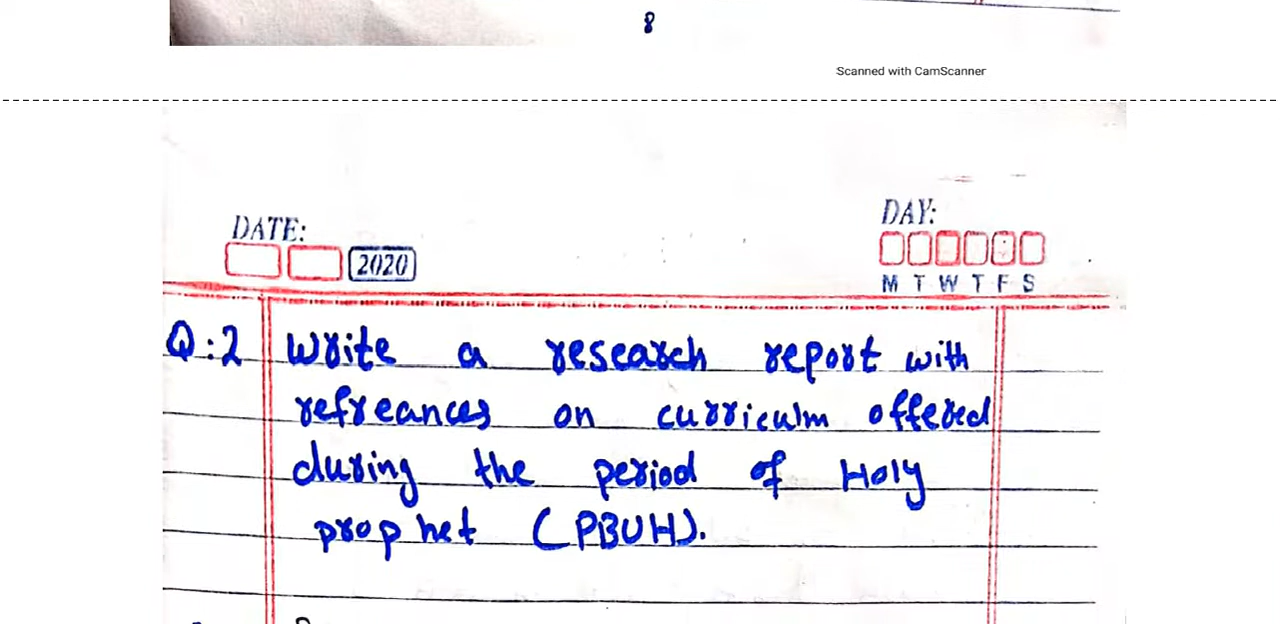 8
Scanned with CamScanner
DATE:
2020
DAY:
M T W T F S
Q:2 Write a research report with
refreances on curriculm offered
during the period of Holy
prophet (PBUH).